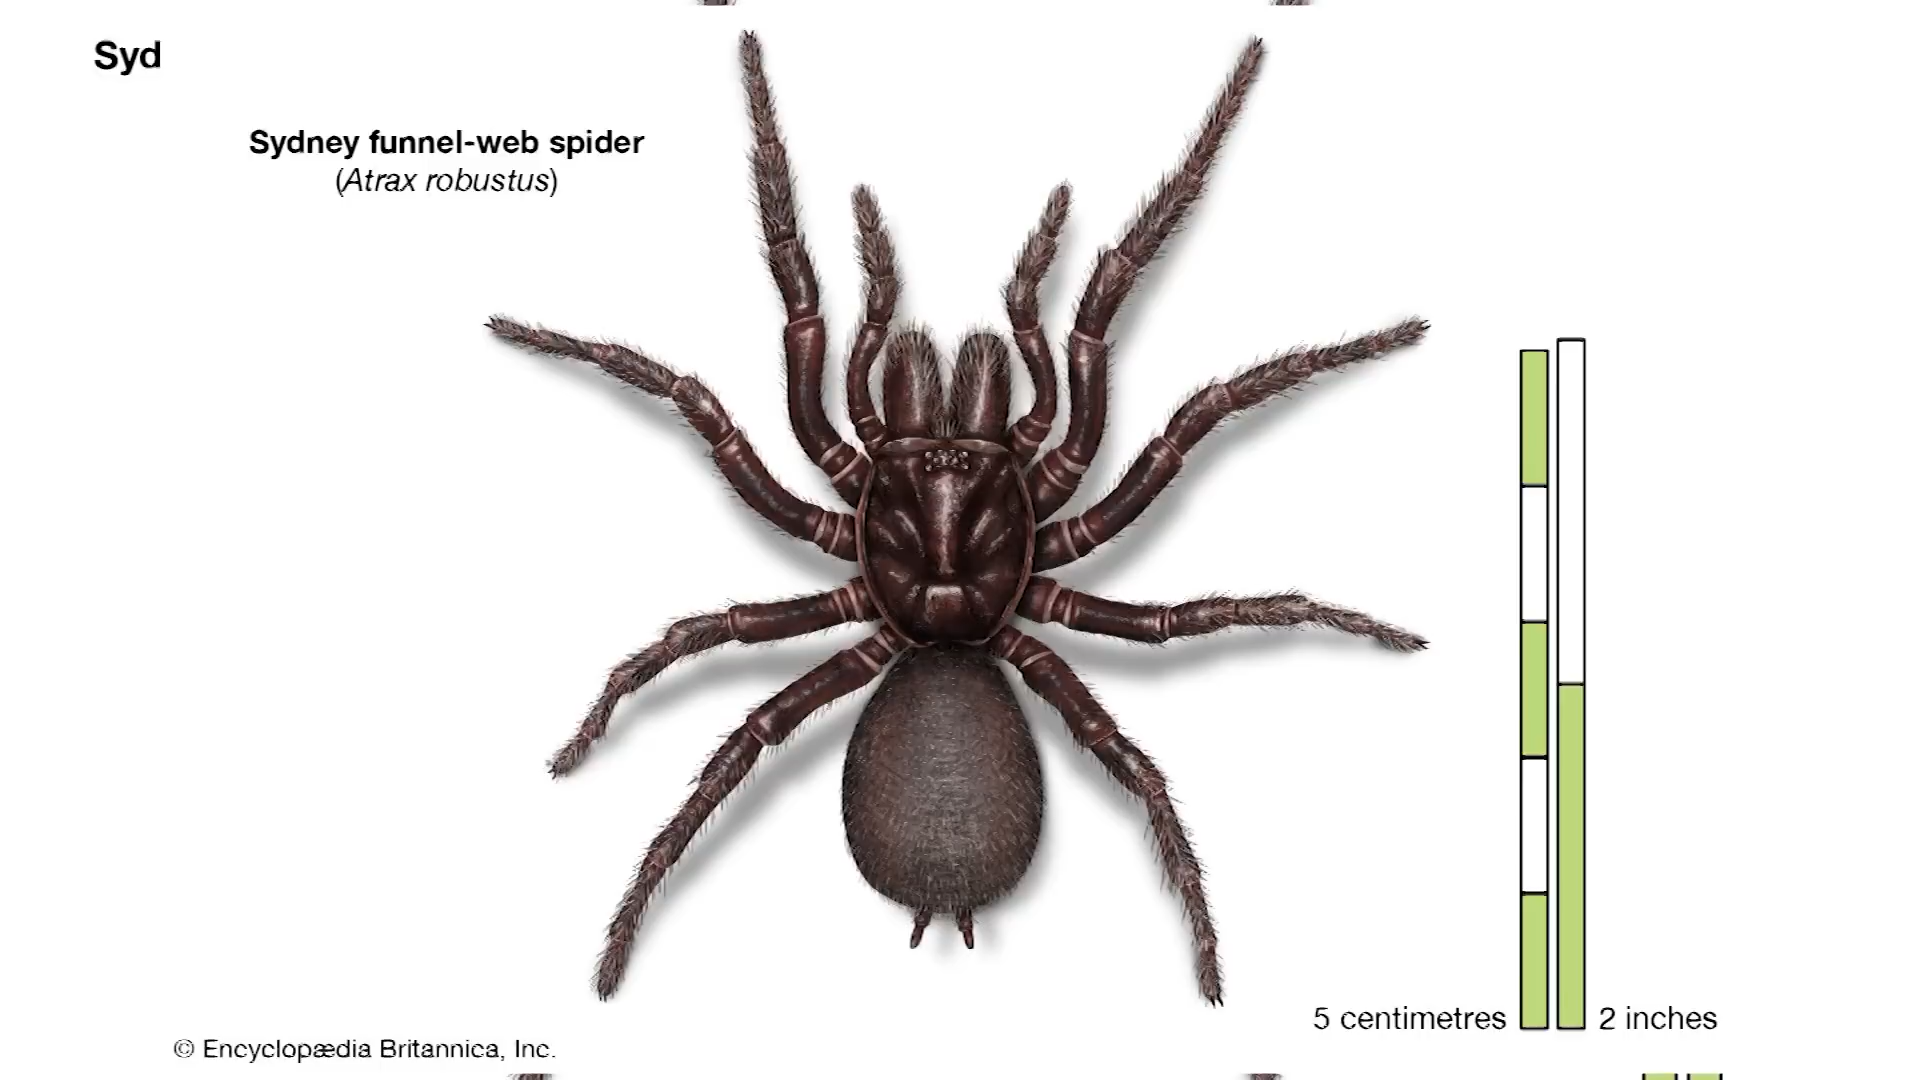 Syd
Sydney funnel-web spider
(Atrax robustus)
5 centimetres
2 inches
© Encyclopædia Britannica, Inc.